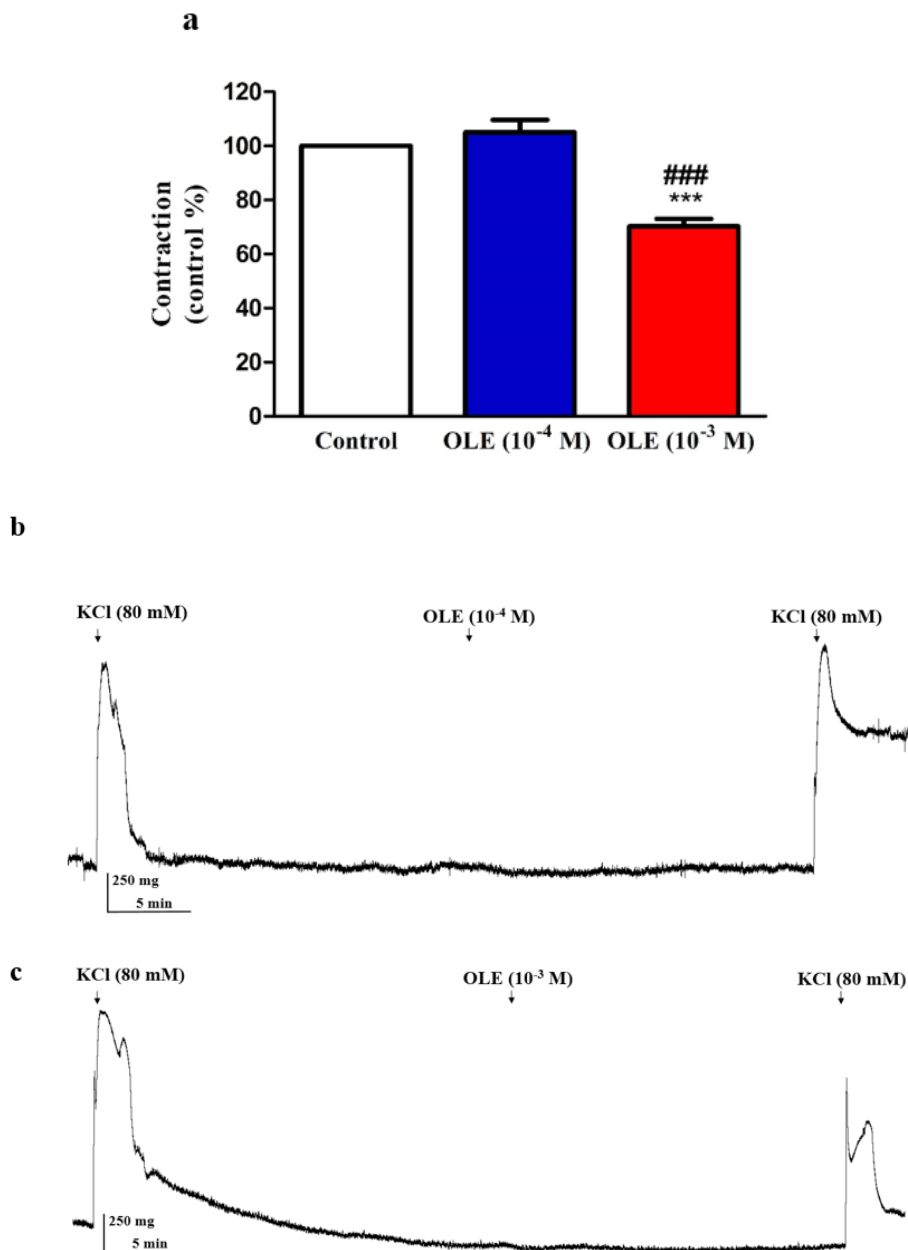 a
120
100
80
60
40
20
0
Contraction
(control %)
###
***
Control OLE (10⁻⁴ M) OLE (10⁻³ M)
b
KCl (80 mM) OLE (10⁻⁴ M) KCl (80 mM)
250 mg
5 min
c KCl (80 mM) OLE (10⁻³ M) KCl (80 mM)
250 mg
5 min